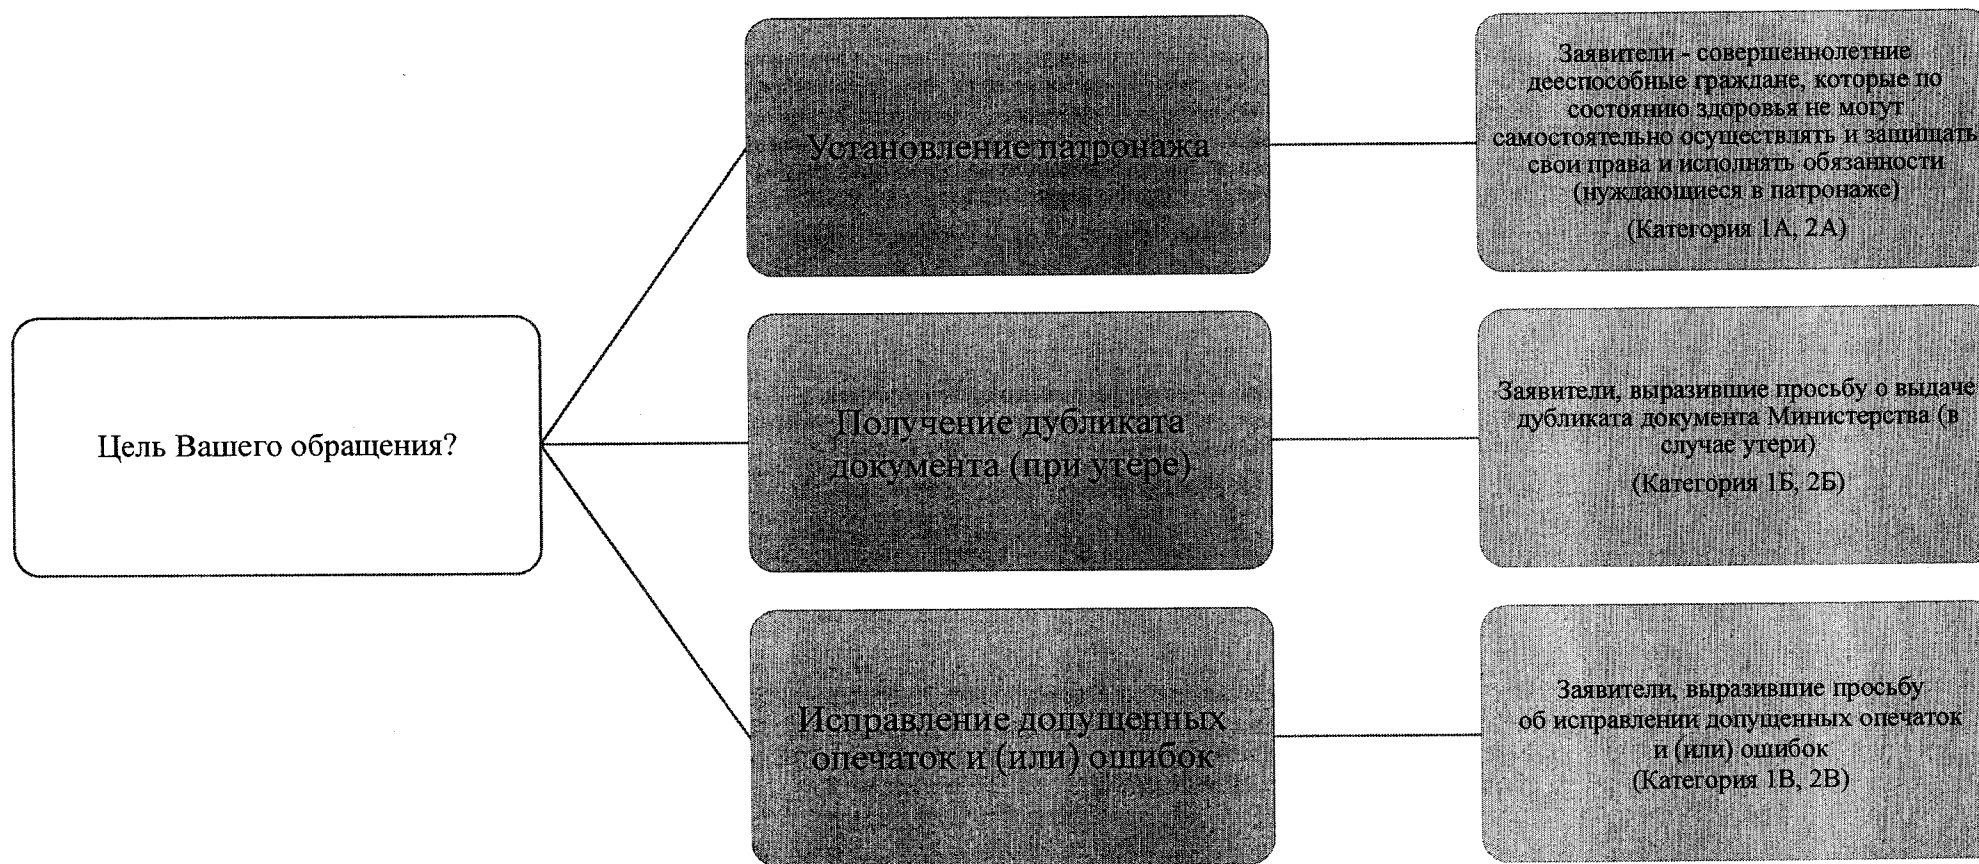 Цель Вашего обращения?
Установление патронажа
Заявители - совершеннолетние
дееспособные граждане, которые по
состоянию здоровья не могут
самостоятельно осуществлять и защищать
свои права и исполнять обязанности
(нуждающиеся в патронаже)
(Категория 1А, 2А)
Получение дубликата
документа (при утере)
Заявители, выразившие просьбу о выдаче
дубликата документа Министерства (в
случае утери)
(Категория 1Б, 2Б)
Исправление допущенных
опечаток и (или) ошибок
Заявители, выразившие просьбу
об исправлении допущенных опечаток
и (или) ошибок
(Категория 1В, 2В)